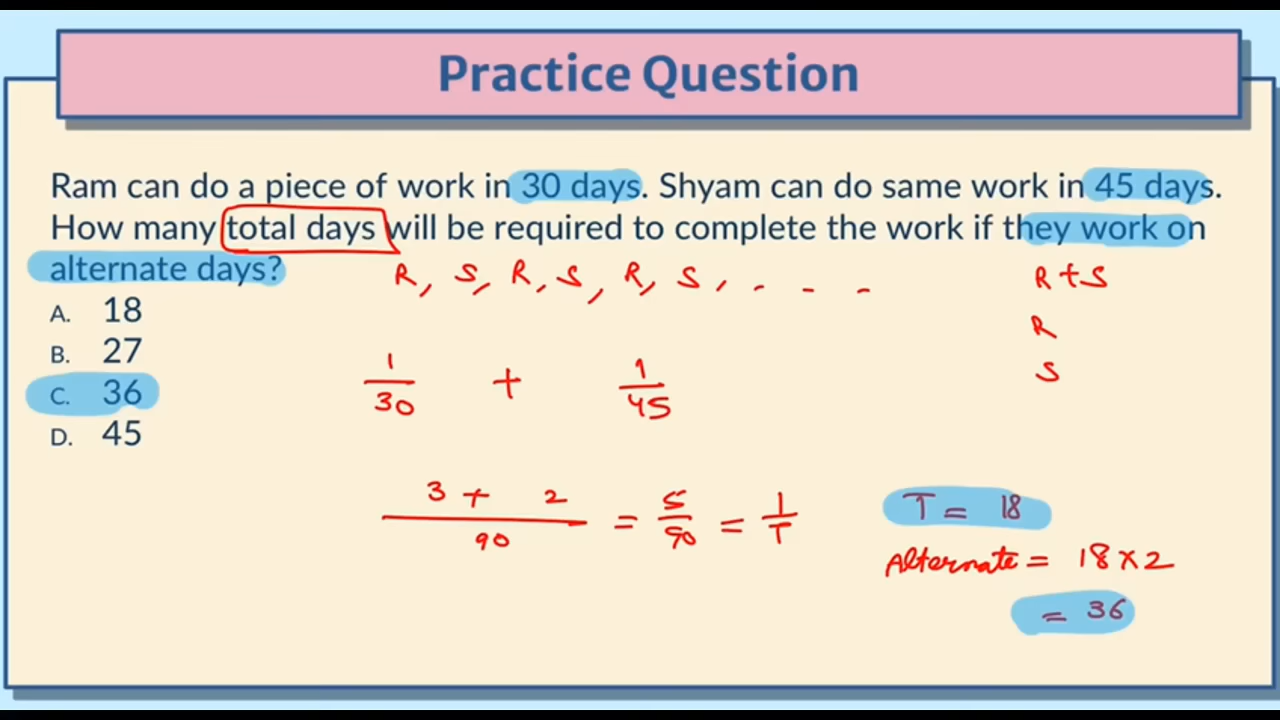 Practice Question
Ram can do a piece of work in 30 days. Shyam can do same work in 45 days.
How many total days will be required to complete the work if they work on
alternate days?
R, S, R, S, R, S, . . .
R + S
A. 18
R
B. 27
S
1/30 + 1/45
C. 36
D. 45
3 + 2 / 90 = 5/90 = 1/T
T = 18
Alternate = 18 × 2
= 36